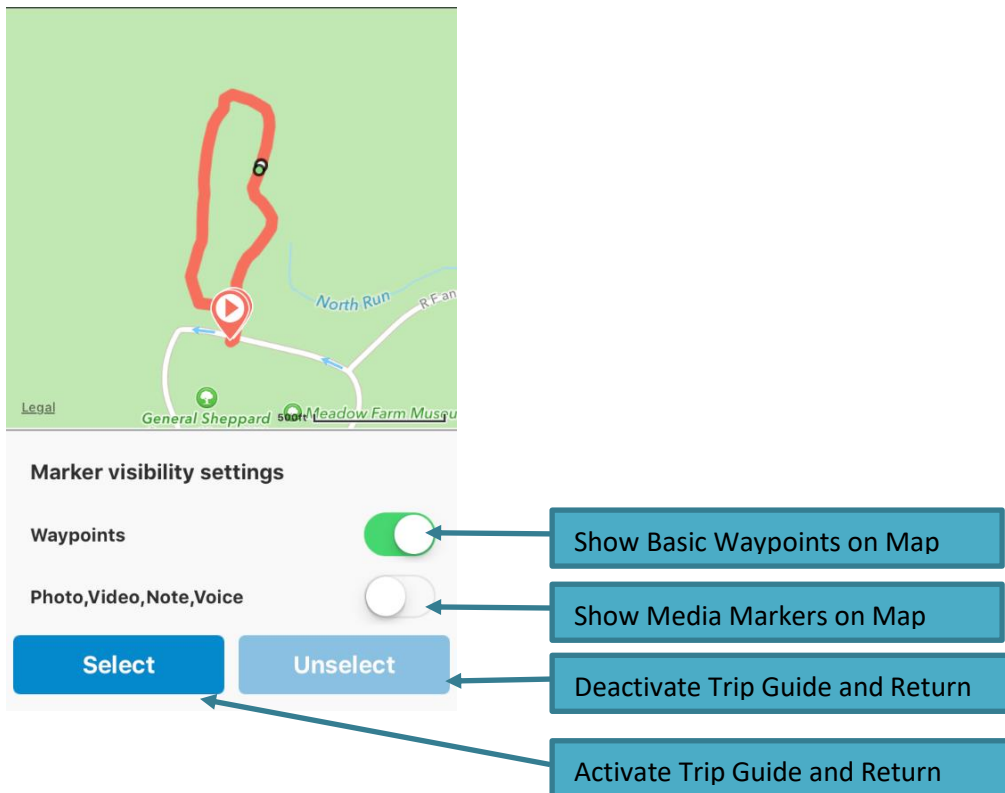 North Run
R F an
Legal
General Sheppard
500ft
Meadow Farm Museu
Marker visibility settings
Waypoints
Show Basic Waypoints on Map
Photo,Video,Note,Voice
Show Media Markers on Map
Select
Unselect
Deactivate Trip Guide and Return
Activate Trip Guide and Return